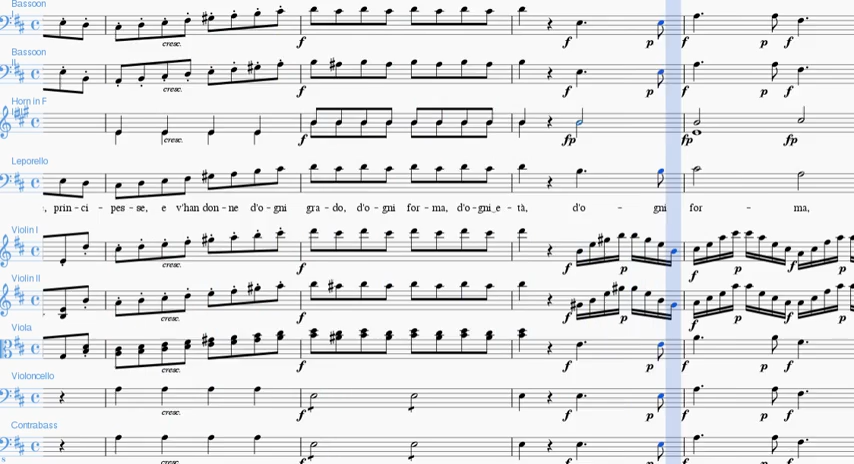 Bassoon
cresc.
f
f
p
f
p
f
Bassoon
cresc.
f
f
p
f
p
f
Horn in F
cresc.
f
fp
fp
fp
Leporello
, prin – ci – pes – se, e v'han don – ne d'o – gni gra – do, d'o – gni for – ma, d'o – gni e – tà, d'o – gni for – ma,
Violin I
cresc.
f
f
p
f
p
f
p
Violin II
cresc.
f
f
p
f
p
f
p
Viola
cresc.
f
f
p
f
p
f
Violoncello
cresc.
f
f
p
f
p
f
Contrabass
cresc.
f
f
p
f
p
f
8